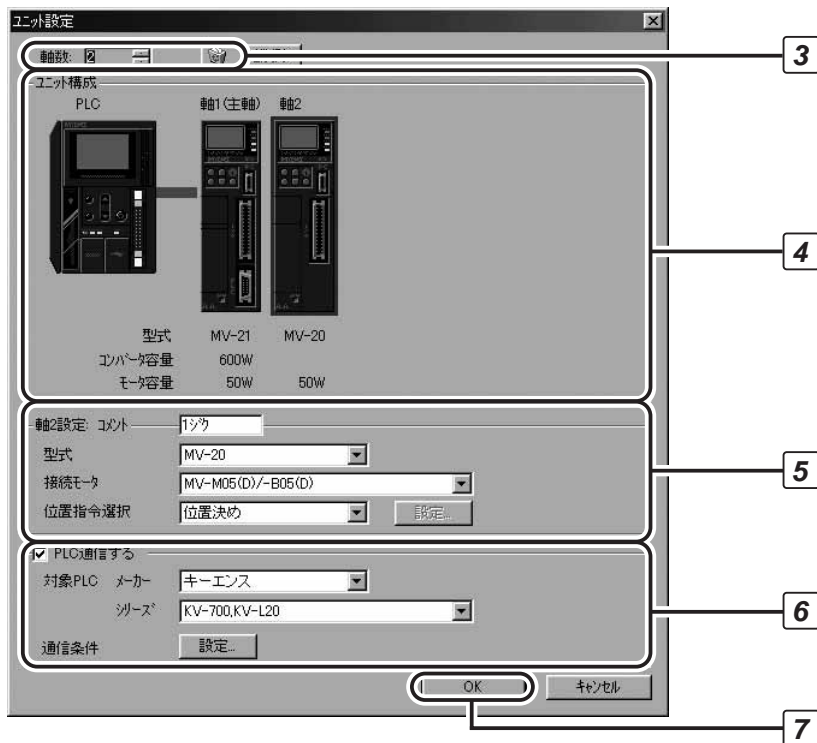 ユニット設定
軸数: 2
3
ユニット構成
PLC 軸1(主軸) 軸2
4
型式 MV-21 MV-20
コンバータ容量 600W
モータ容量 50W 50W
軸2設定: コメント 1ジク
型式 MV-20
接続モータ MV-M05(D)/-B05(D)
5
位置指令選択 位置決め 設定...
PLC通信する
対象PLC メーカー キーエンス
シリーズ KV-700,KV-L20
6
通信条件 設定...
OK キャンセル
7